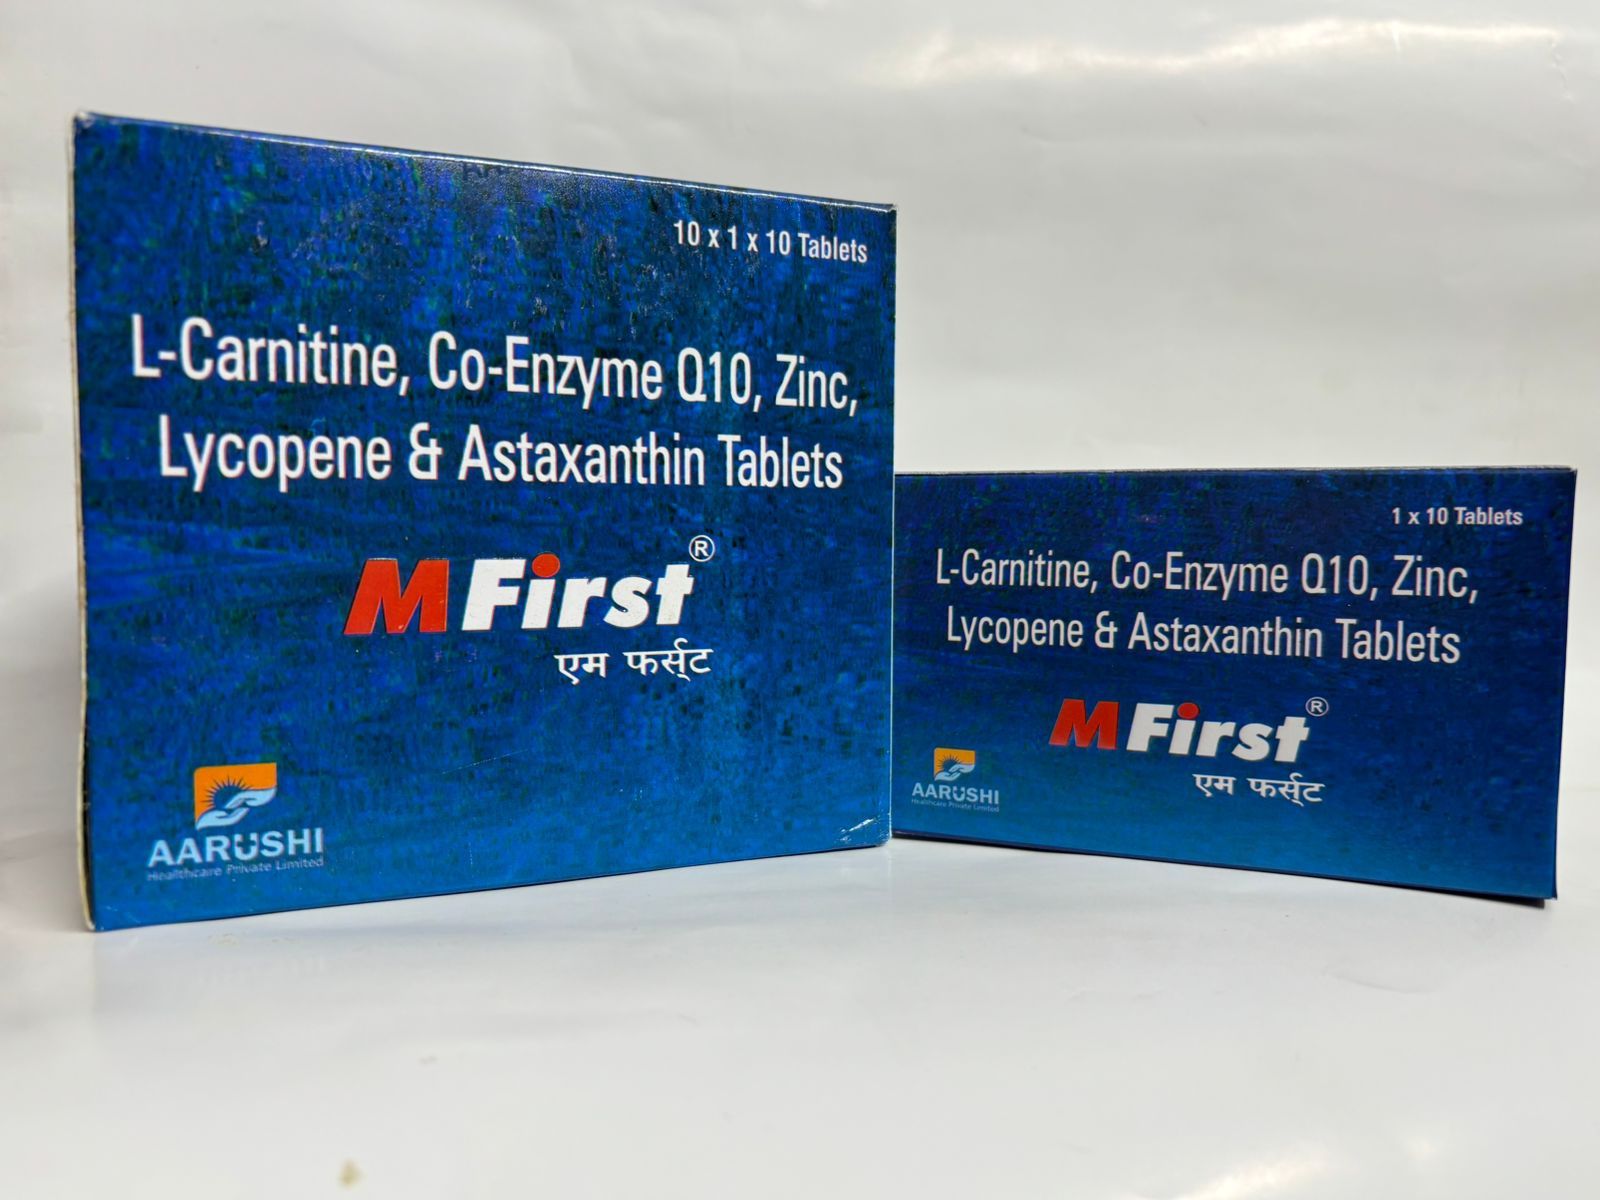 10 x 1 x 10 Tablets
L-Carnitine, Co-Enzyme Q10, Zinc,
Lycopene & Astaxanthin Tablets
M First®
एम फर्स्ट
AARUSHI
Healthcare Private Limited
1 x 10 Tablets
L-Carnitine, Co-Enzyme Q10, Zinc,
Lycopene & Astaxanthin Tablets
M First®
एम फर्स्ट
AARUSHI
Healthcare Private Limited